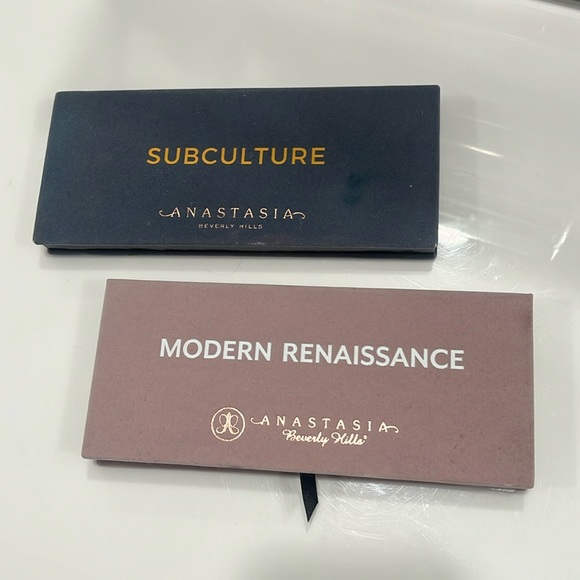 SUBCULTURE
ANASTASIA
BEVERLY HILLS
MODERN RENAISSANCE
ANASTASIA
Beverly Hills®